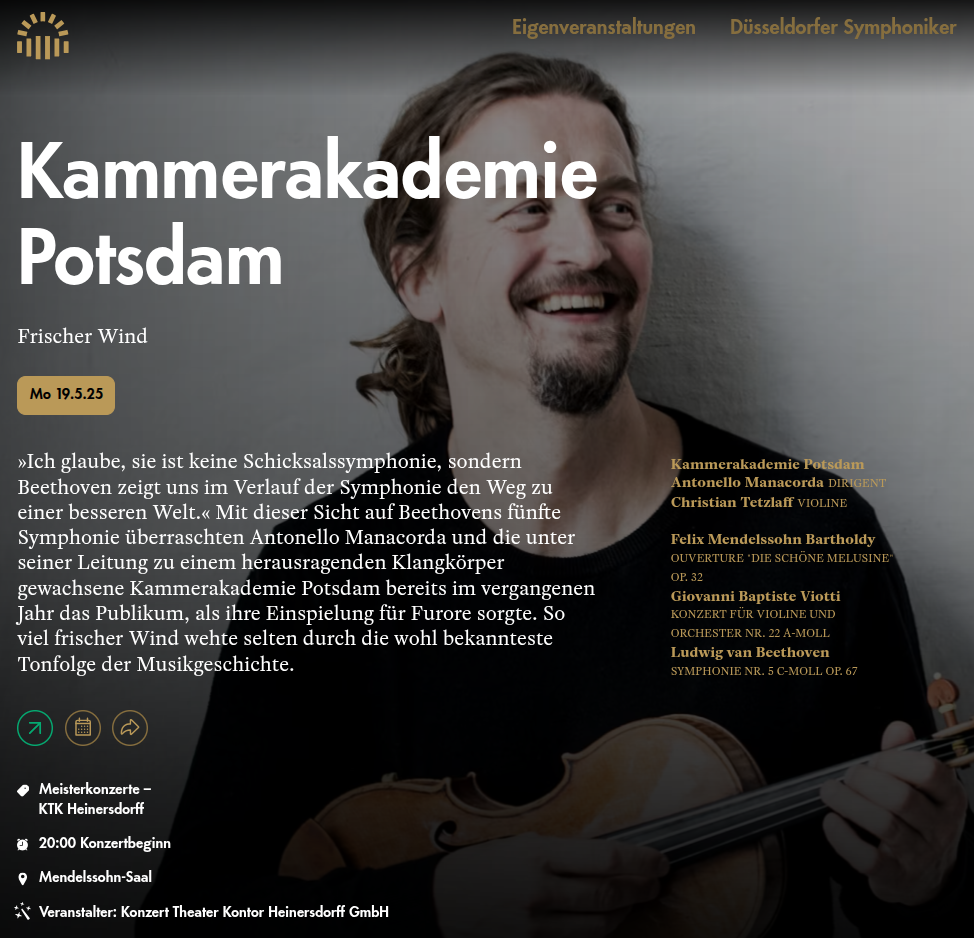 Eigenveranstaltungen
Düsseldorfer Symphoniker
Kammerakademie
Potsdam
Frischer Wind
Mo 19.5.25
»Ich glaube, sie ist keine Schicksalssymphonie, sondern
Beethoven zeigt uns im Verlauf der Symphonie den Weg zu
einer besseren Welt.« Mit dieser Sicht auf Beethovens fünfte
Symphonie überraschten Antonello Manacorda und die unter
seiner Leitung zu einem herausragenden Klangkörper
gewachsene Kammerakademie Potsdam bereits im vergangenen
Jahr das Publikum, als ihre Einspielung für Furore sorgte. So
viel frischer Wind wehte selten durch die wohl bekannteste
Tonfolge der Musikgeschichte.
Kammerakademie Potsdam
Antonello Manacorda DIRIGENT
Christian Tetzlaff VIOLINE
Felix Mendelssohn Bartholdy
OUVERTURE "DIE SCHÖNE MELUSINE"
OP. 32
Giovanni Baptiste Viotti
KONZERT FÜR VIOLINE UND
ORCHESTER NR. 22 A-MOLL
Ludwig van Beethoven
SYMPHONIE NR. 5 C-MOLL OP. 67
Meisterkonzerte –
KTK Heinersdorff
20:00 Konzertbeginn
Mendelssohn-Saal
Veranstalter: Konzert Theater Kontor Heinersdorff GmbH